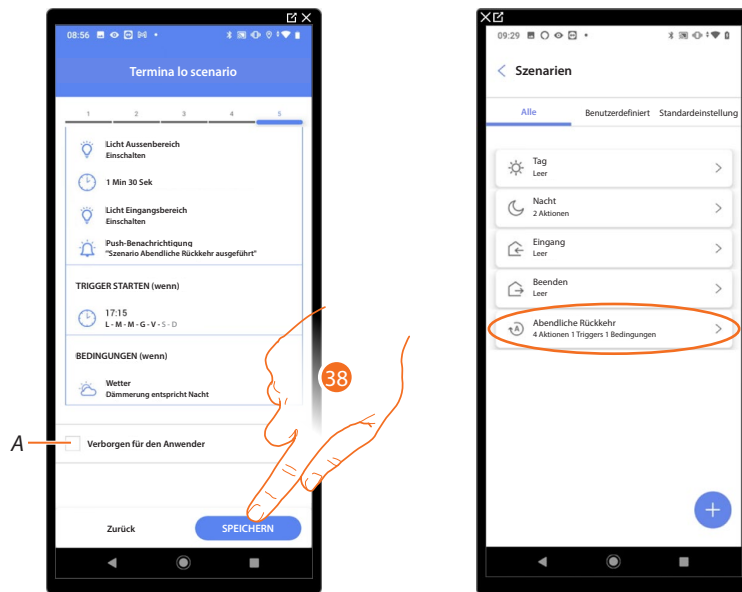 08:56
Termina lo scenario
1 2 3 4 5
Licht Aussenbereich
Einschalten
1 Min 30 Sek
Licht Eingangsbereich
Einschalten
Push-Benachrichtigung
"Szenario Abendliche Rückkehr ausgeführt"
TRIGGER STARTEN (wenn)
17:15
L - M - M - G - V - S - D
BEDINGUNGEN (wenn)
Wetter
Dämmerung entspricht Nacht
A
Verborgen für den Anwender
Zurück
SPEICHERN
38
09:29
Szenarien
Alle
Benutzerdefiniert
Standardeinstellung
Tag
Leer
Nacht
2 Aktionen
Eingang
Leer
Beenden
Leer
A
Abendliche Rückkehr
4 Aktionen 1 Triggers 1 Bedingungen
+